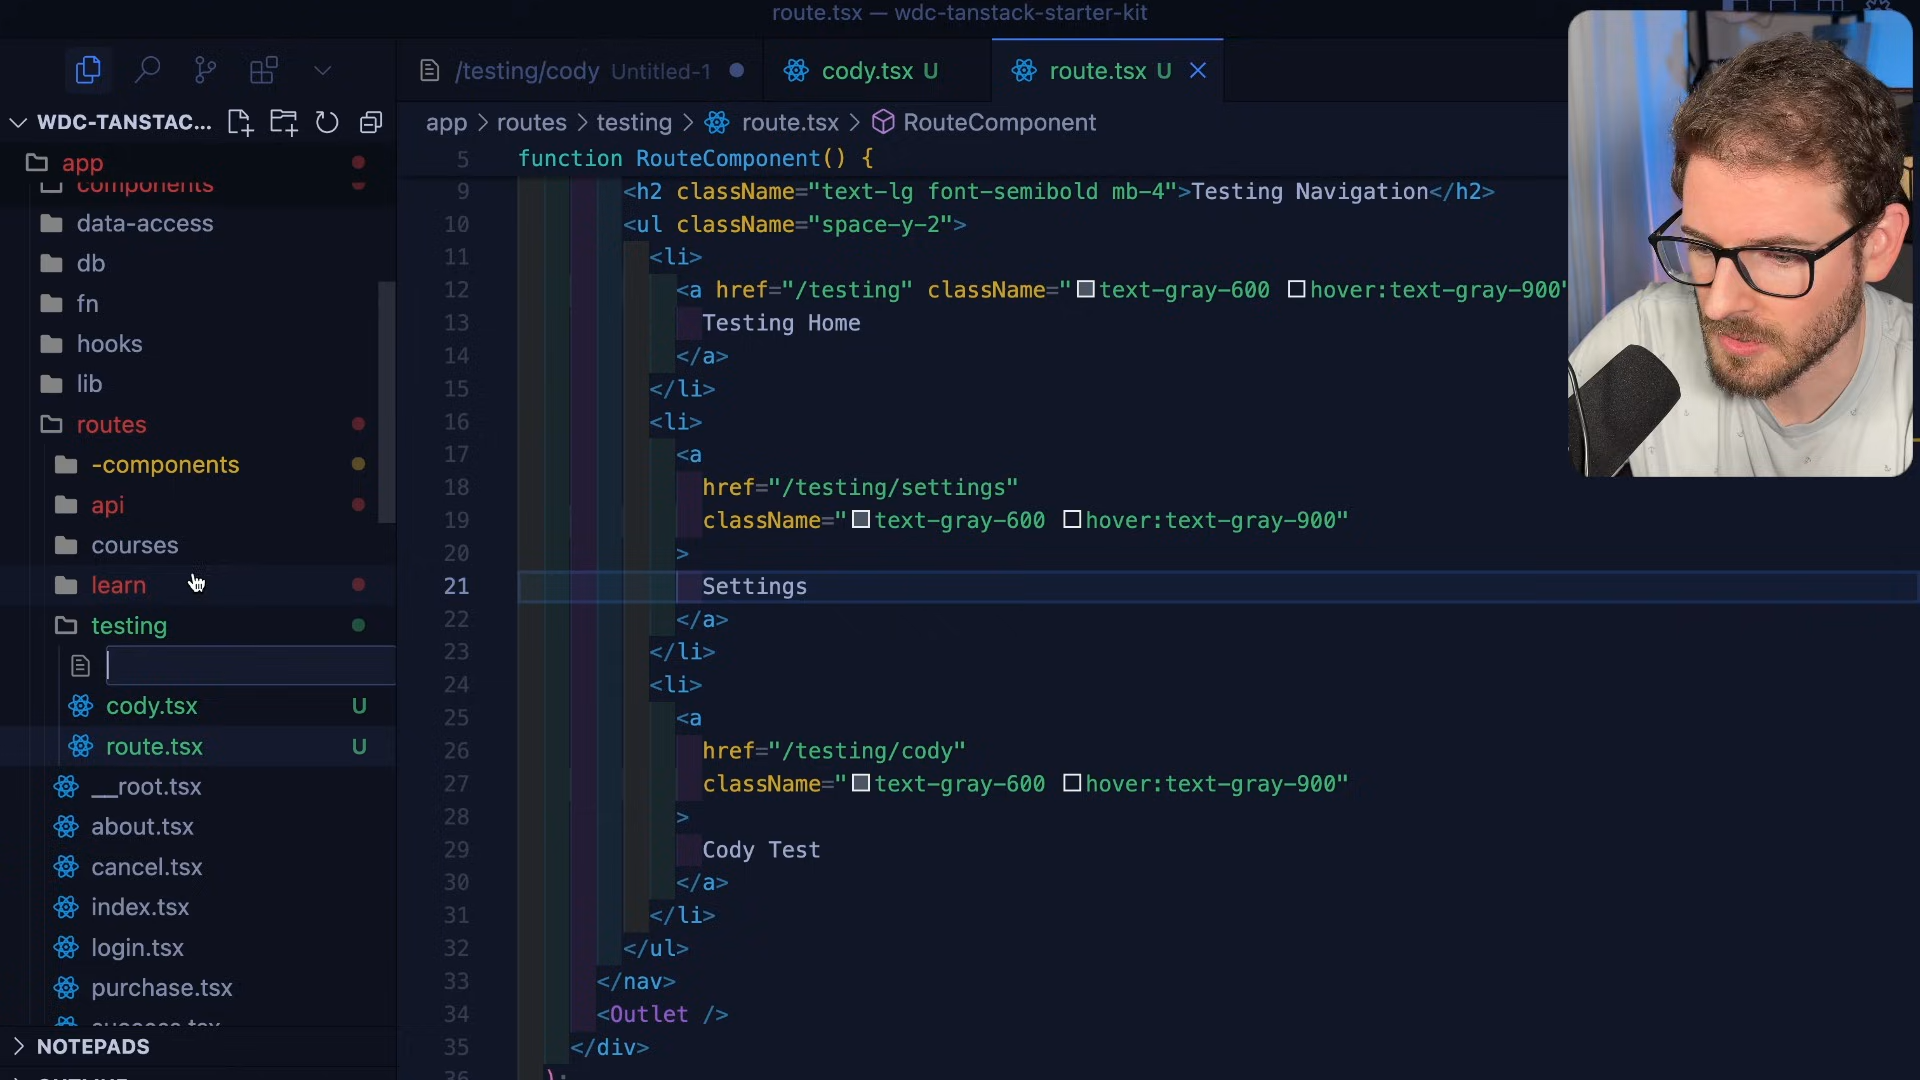 route.tsx — wdc-tanstack-starter-kit
/testing/cody Untitled-1
cody.tsx U
route.tsx U
WDC-TANSTAC...
app > routes > testing > route.tsx > RouteComponent
app
components
data-access
db
fn
hooks
lib
routes
-components
api
courses
learn
testing
cody.tsx U
route.tsx U
__root.tsx
about.tsx
cancel.tsx
index.tsx
login.tsx
purchase.tsx
success.tsx
NOTEPADS
OUTLINE
5 function RouteComponent() {
9 <h2 className="text-lg font-semibold mb-4">Testing Navigation</h2>
10 <ul className="space-y-2">
11 <li>
12 <a href="/testing" className="text-gray-600 hover:text-gray-900"
13 Testing Home
14 </a>
15 </li>
16 <li>
17 <a
18 href="/testing/settings"
19 className="text-gray-600 hover:text-gray-900"
20 >
21 Settings
22 </a>
23 </li>
24 <li>
25 <a
26 href="/testing/cody"
27 className="text-gray-600 hover:text-gray-900"
28 >
29 Cody Test
30 </a>
31 </li>
32 </ul>
33 </nav>
34 <Outlet />
35 </div>
36 );